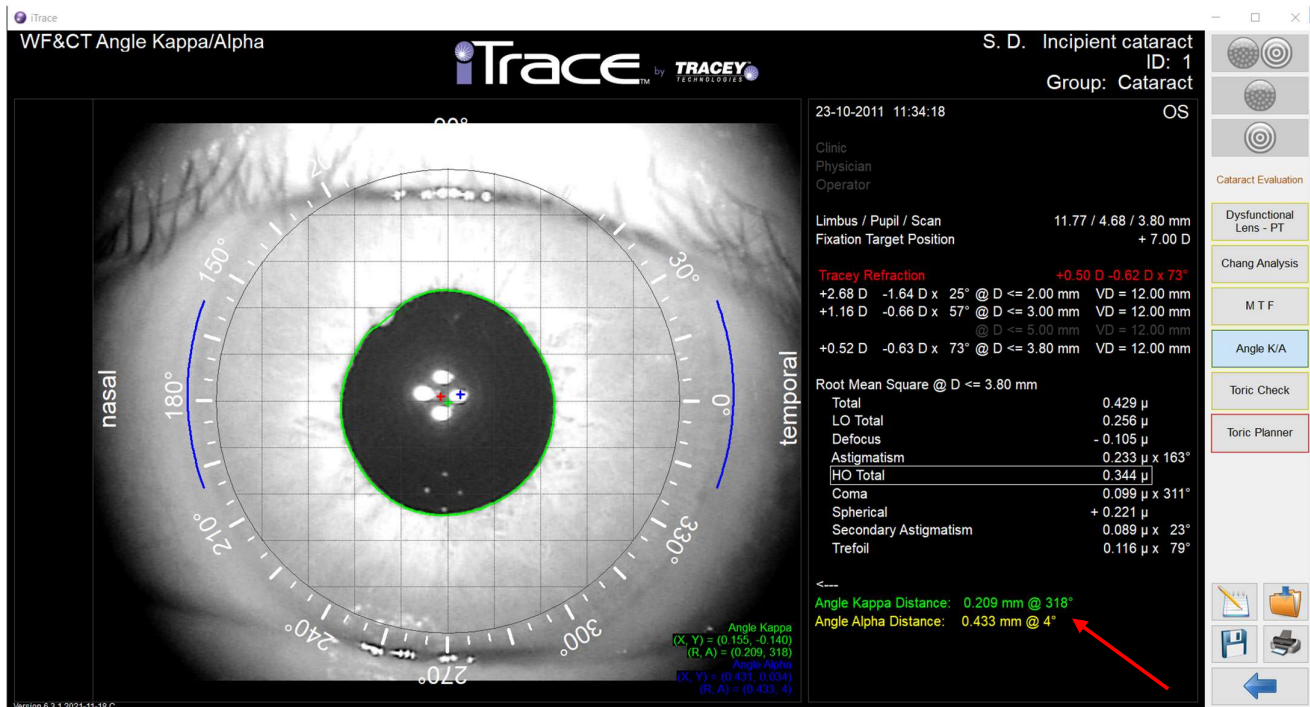 iTrace
WF&CT Angle Kappa/Alpha
iTrace™ by TRACEY TECHNOLOGIES
S. D. Incipient cataract
ID: 1
Group: Cataract
23-10-2011 11:34:18 OS
Clinic
Physician
Operator
Limbus / Pupil / Scan 11.77 / 4.68 / 3.80 mm
Fixation Target Position + 7.00 D
Tracey Refraction +0.50 D -0.62 D x 73°
+2.68 D -1.64 D x 25° @ D <= 2.00 mm VD = 12.00 mm
+1.16 D -0.66 D x 57° @ D <= 3.00 mm VD = 12.00 mm
@ D <= 5.00 mm VD = 12.00 mm
+0.52 D -0.63 D x 73° @ D <= 3.80 mm VD = 12.00 mm
Root Mean Square @ D <= 3.80 mm
Total 0.429 µ
LO Total 0.256 µ
Defocus - 0.105 µ
Astigmatism 0.233 µ x 163°
HO Total 0.344 µ
Coma 0.099 µ x 311°
Spherical + 0.221 µ
Secondary Astigmatism 0.089 µ x 23°
Trefoil 0.116 µ x 79°
<---
Angle Kappa Distance: 0.209 mm @ 318°
Angle Alpha Distance: 0.433 mm @ 4°
150°
30°
nasal
180°
0°
temporal
210°
330°
240°
300°
270°
Angle Kappa
(X, Y) = (0.155, -0.140)
(R, A) = (0.209, 318)
Angle Alpha
(X, Y) = (0.431, 0.034)
(R, A) = (0.433, 4)
Version 6.3.1 2021-11-18 C
Cataract Evaluation
Dysfunctional
Lens - PT
Chang Analysis
M T F
Angle K/A
Toric Check
Toric Planner